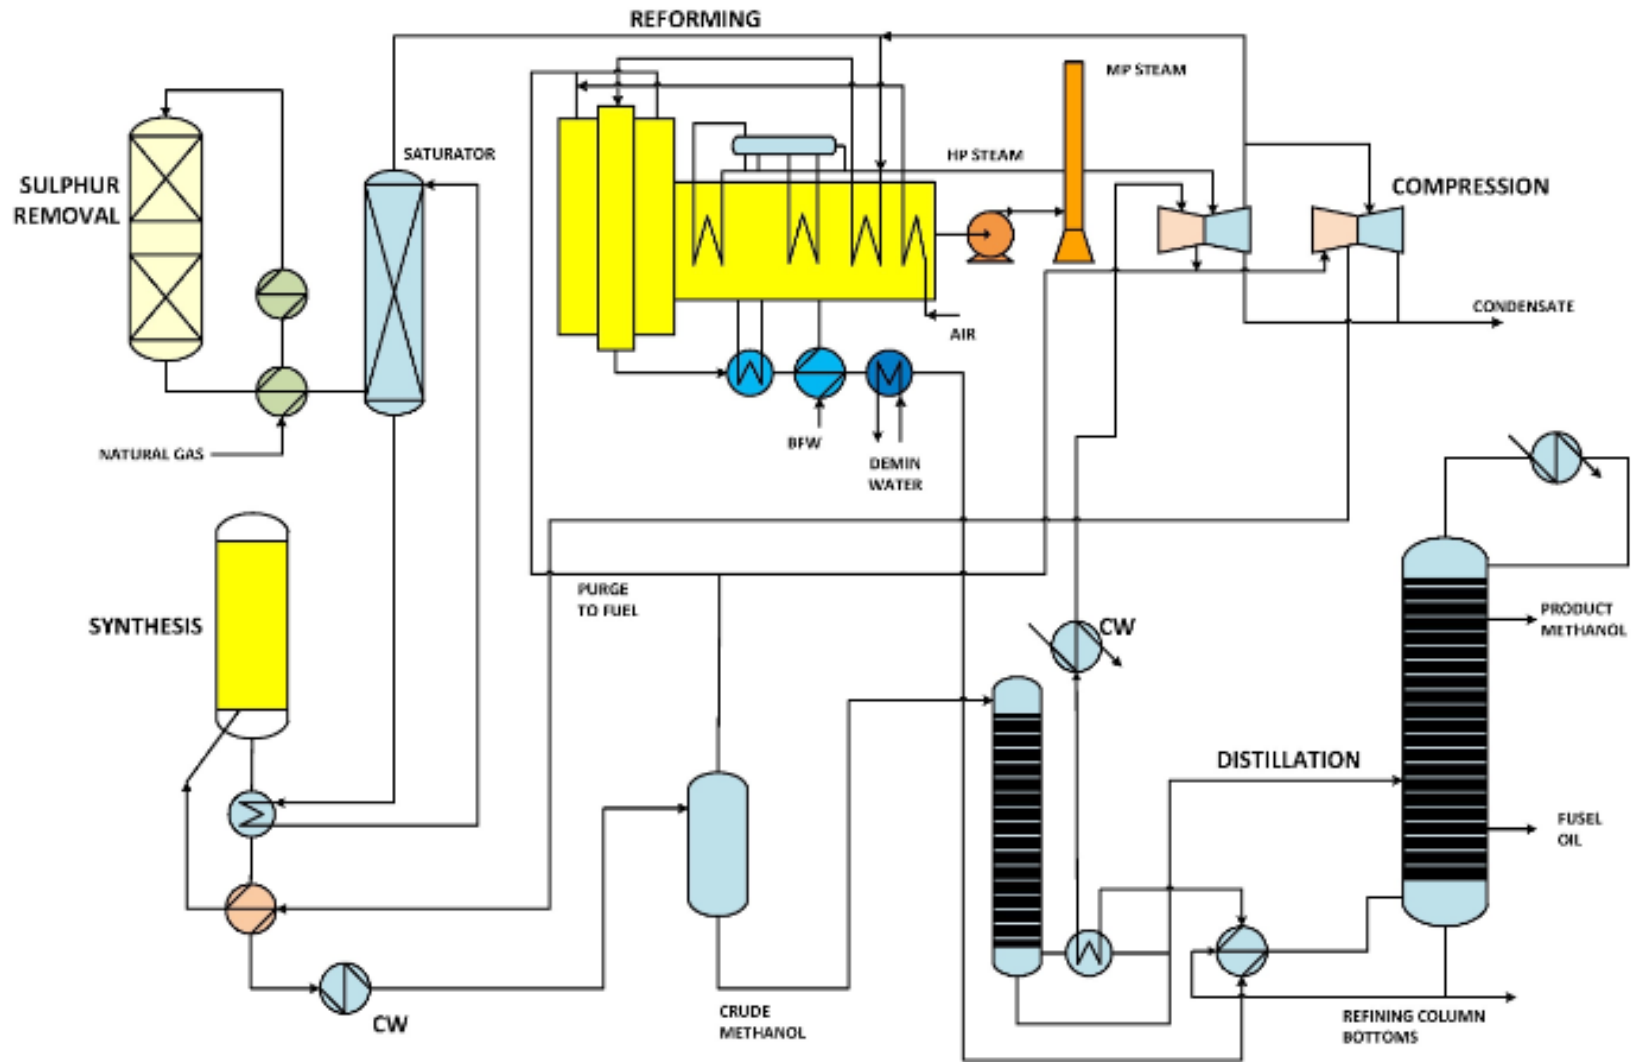 REFORMING
MP STEAM
SATURATOR
HP STEAM
SULPHUR
REMOVAL
COMPRESSION
CONDENSATE
AIR
NATURAL GAS
BFW
DEMIN
WATER
PURGE
TO FUEL
SYNTHESIS
CW
PRODUCT
METHANOL
DISTILLATION
FUSEL
OIL
CW
CRUDE
METHANOL
REFINING COLUMN
BOTTOMS